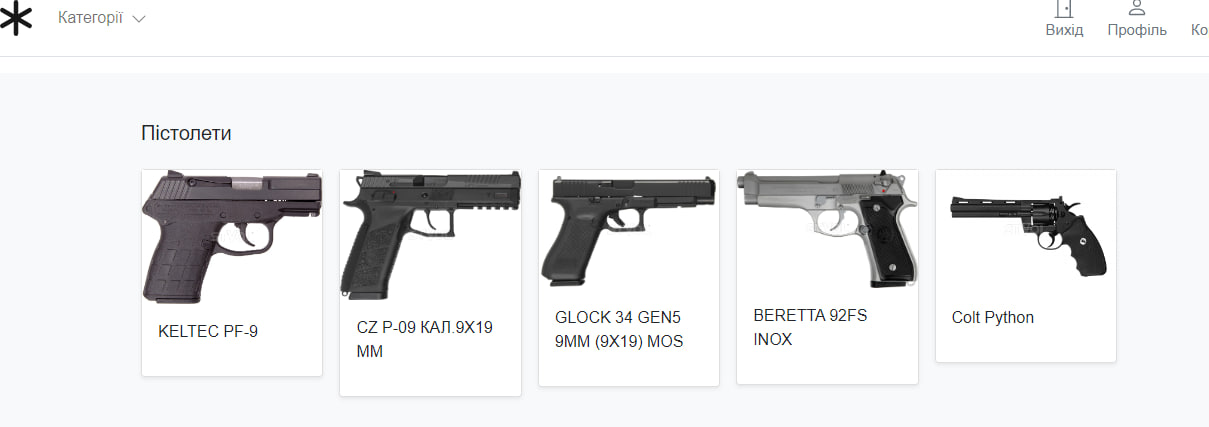 Категорії
Вихід
Профіль
Ко
Пістолети
KELTEC PF-9
CZ P-09 КАЛ.9X19
ММ
GLOCK 34 GEN5
9MM (9X19) MOS
BERETTA 92FS
INOX
Colt Python